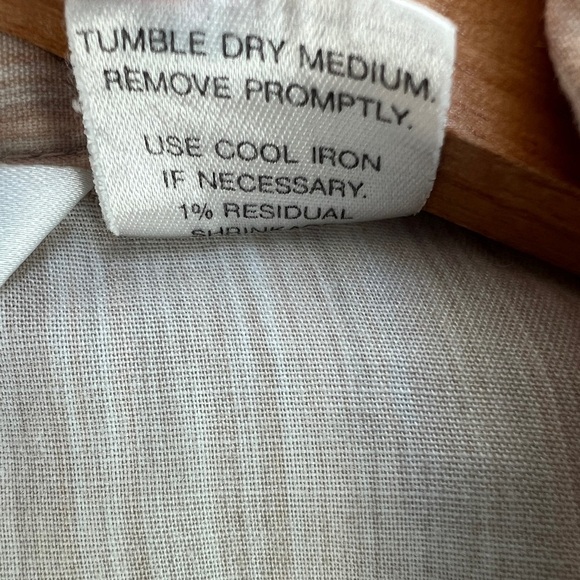 TUMBLE DRY MEDIUM.
REMOVE PROMPTLY.
USE COOL IRON
IF NECESSARY.
1% RESIDUAL